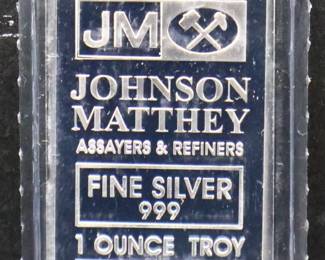 JM
JOHNSON
MATTHEY
ASSAYERS & REFINERS
FINE SILVER
999
1 OUNCE TROY